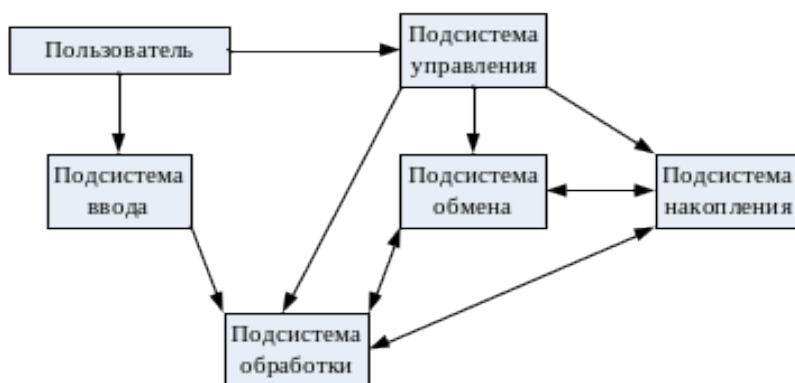 Пользователь
Подсистема
управления
Подсистема
ввода
Подсистема
обмена
Подсистема
накопления
Подсистема
обработки